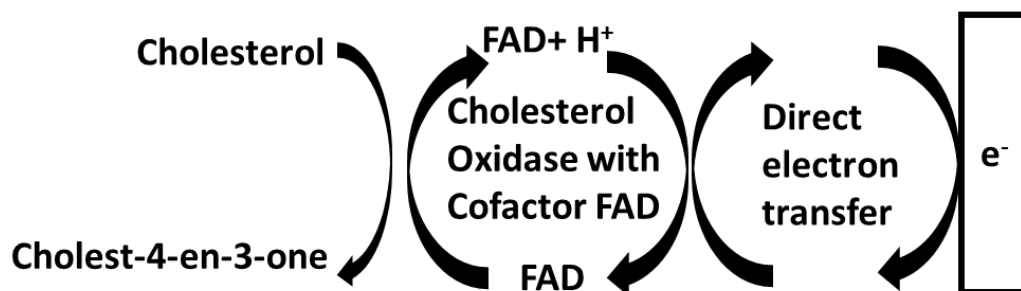 Cholesterol
FAD+ H⁺
Cholesterol
Oxidase with
Cofactor FAD
Direct
electron
transfer
e⁻
Cholest-4-en-3-one
FAD